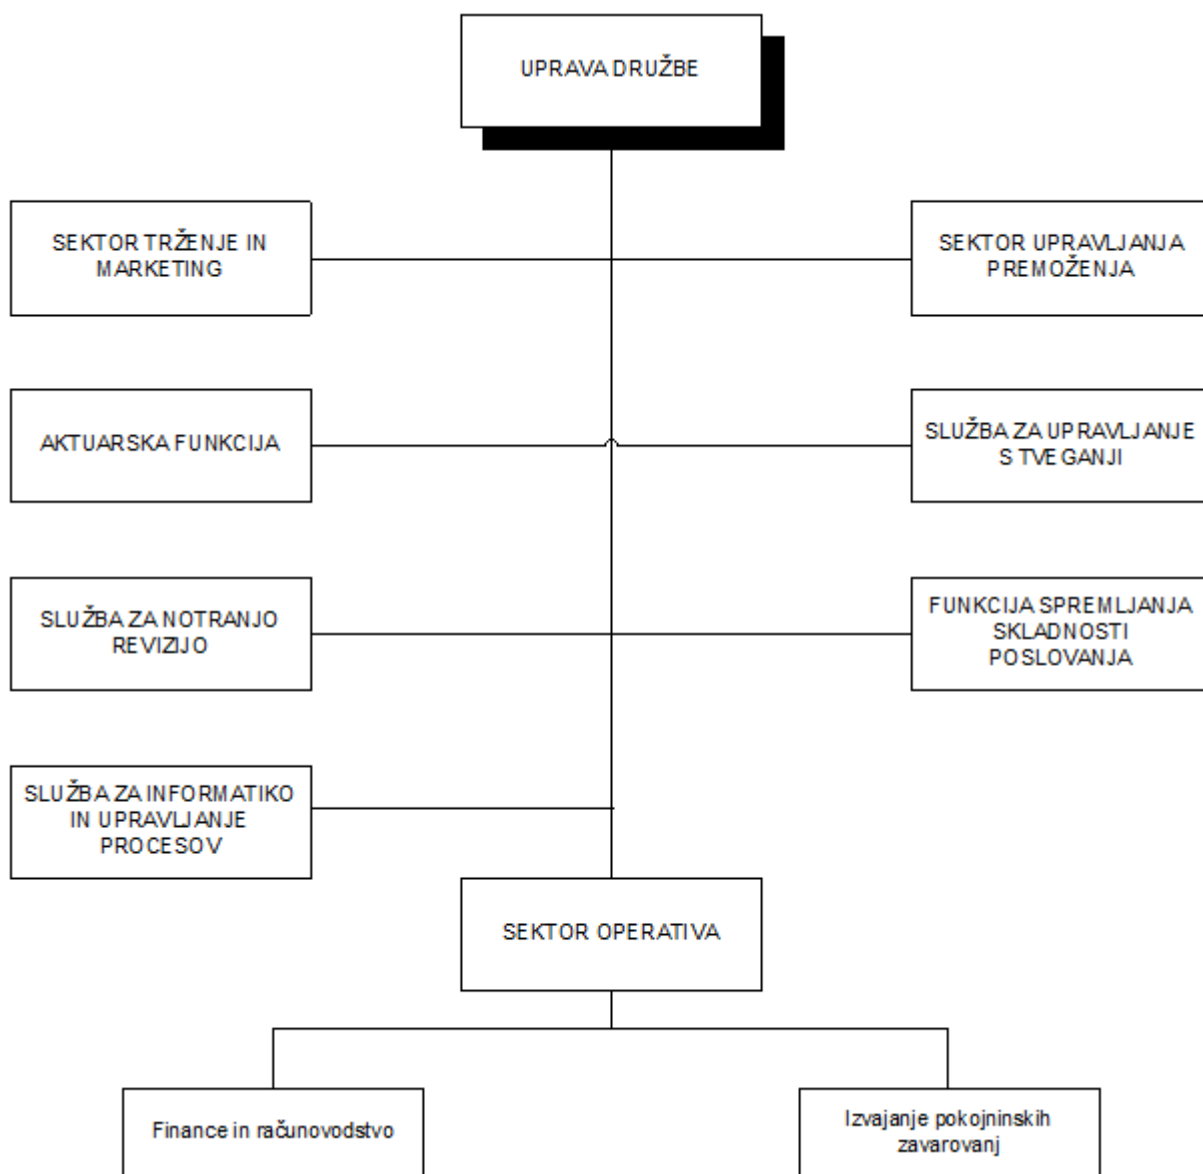 UPRAVA DRUŽBE
SEKTOR TRŽENJE IN
MARKETING
SEKTOR UPRAVLJANJA
PREMOŽENJA
AKTUARSKA FUNKCIJA
SLUŽBA ZA UPRAVLJANJE
S TVEGANJI
SLUŽBA ZA NOTRANJO
REVIZIJO
FUNKCIJA SPREMLJANJA
SKLADNOSTI
POSLOVANJA
SLUŽBA ZA INFORMATIKO
IN UPRAVLJANJE
PROCESOV
SEKTOR OPERATIVA
Finance in računovodstvo
Izvajanje pokojninskih
zavarovanj